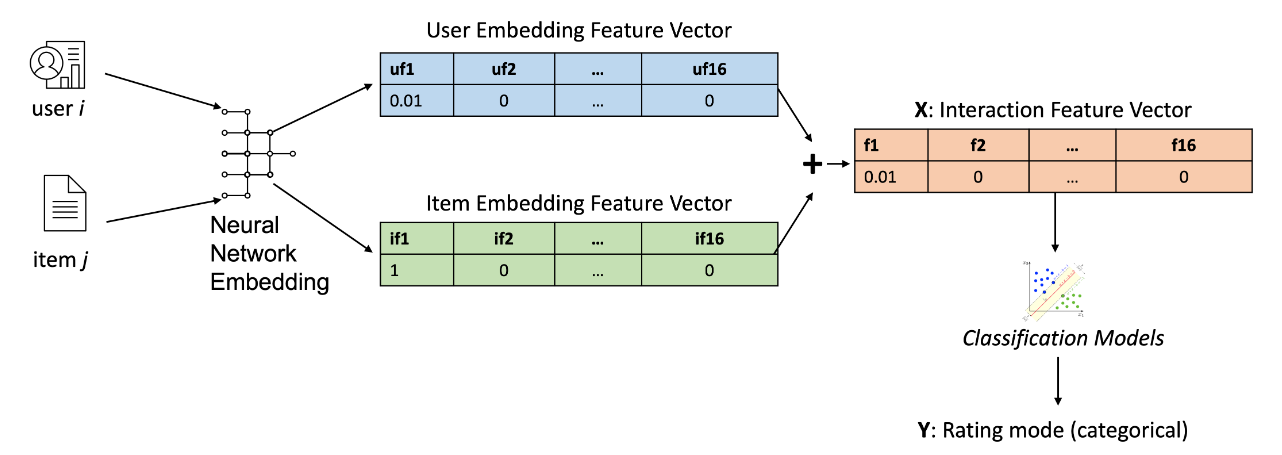 User Embedding Feature Vector
uf1 uf2 ... uf16
0.01 0 ... 0
user i
X: Interaction Feature Vector
f1 f2 ... f16
0.01 0 ... 0
+
Item Embedding Feature Vector
if1 if2 ... if16
1 0 ... 0
item j
Neural
Network
Embedding
Classification Models
Y: Rating mode (categorical)